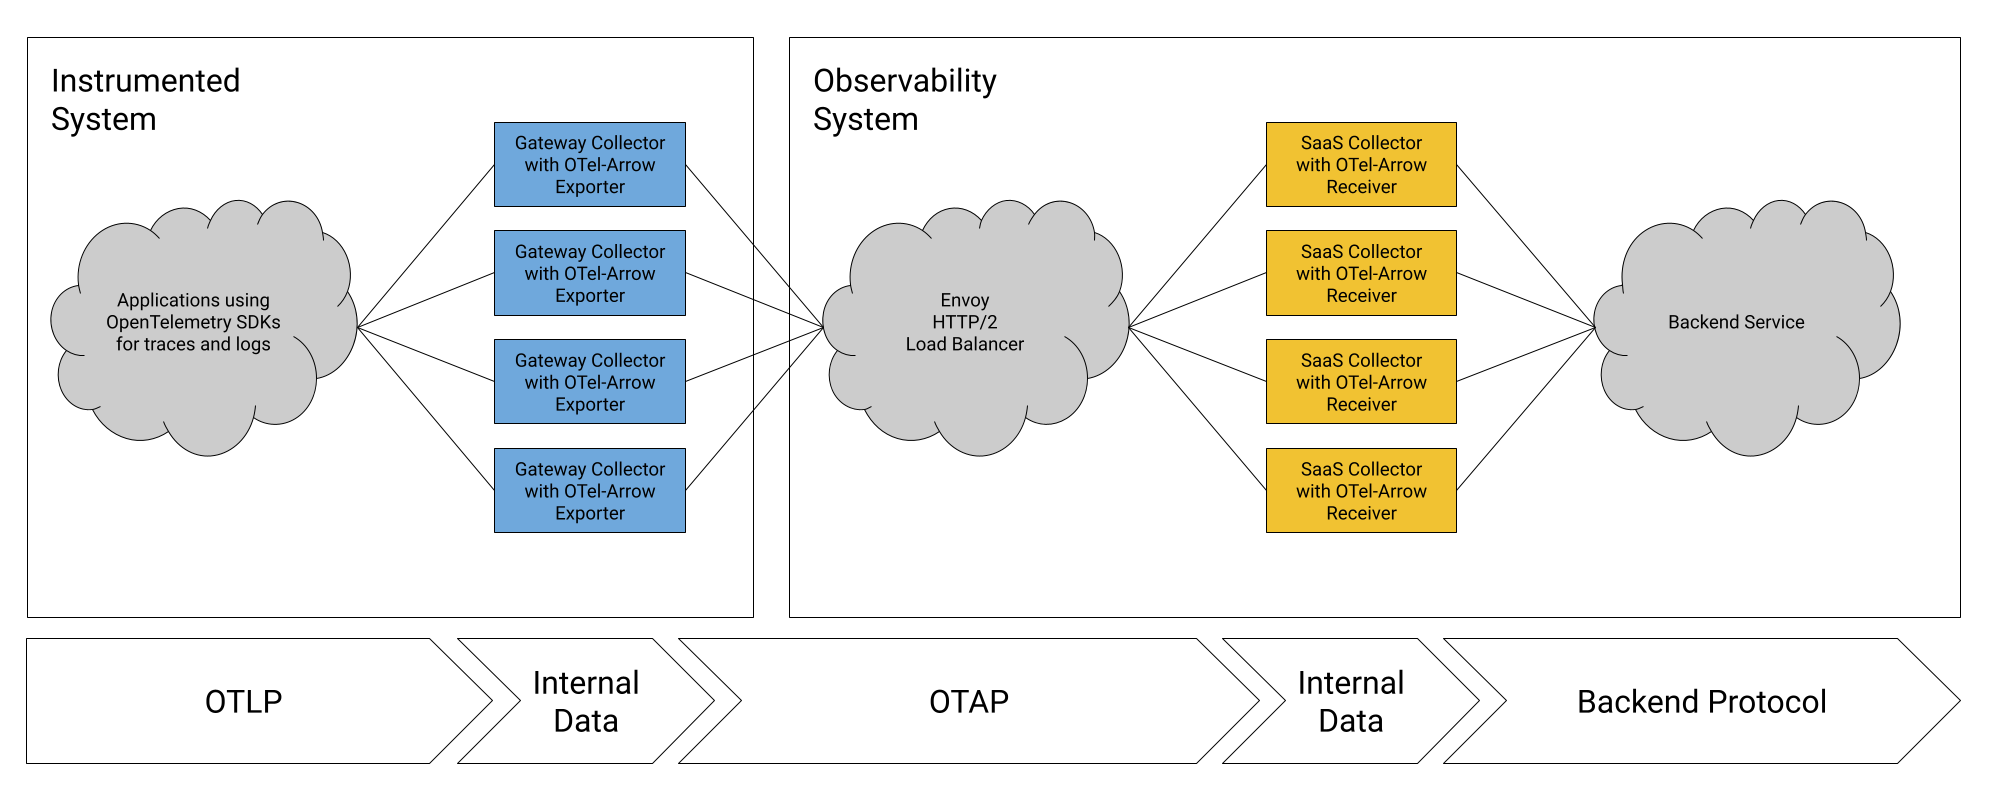 Instrumented
System
Applications using
OpenTelemetry SDKs
for traces and logs
Gateway Collector
with OTel-Arrow
Exporter
Gateway Collector
with OTel-Arrow
Exporter
Gateway Collector
with OTel-Arrow
Exporter
Gateway Collector
with OTel-Arrow
Exporter
Observability
System
Envoy
HTTP/2
Load Balancer
SaaS Collector
with OTel-Arrow
Receiver
SaaS Collector
with OTel-Arrow
Receiver
SaaS Collector
with OTel-Arrow
Receiver
SaaS Collector
with OTel-Arrow
Receiver
Backend Service
OTLP
Internal
Data
OTAP
Internal
Data
Backend Protocol